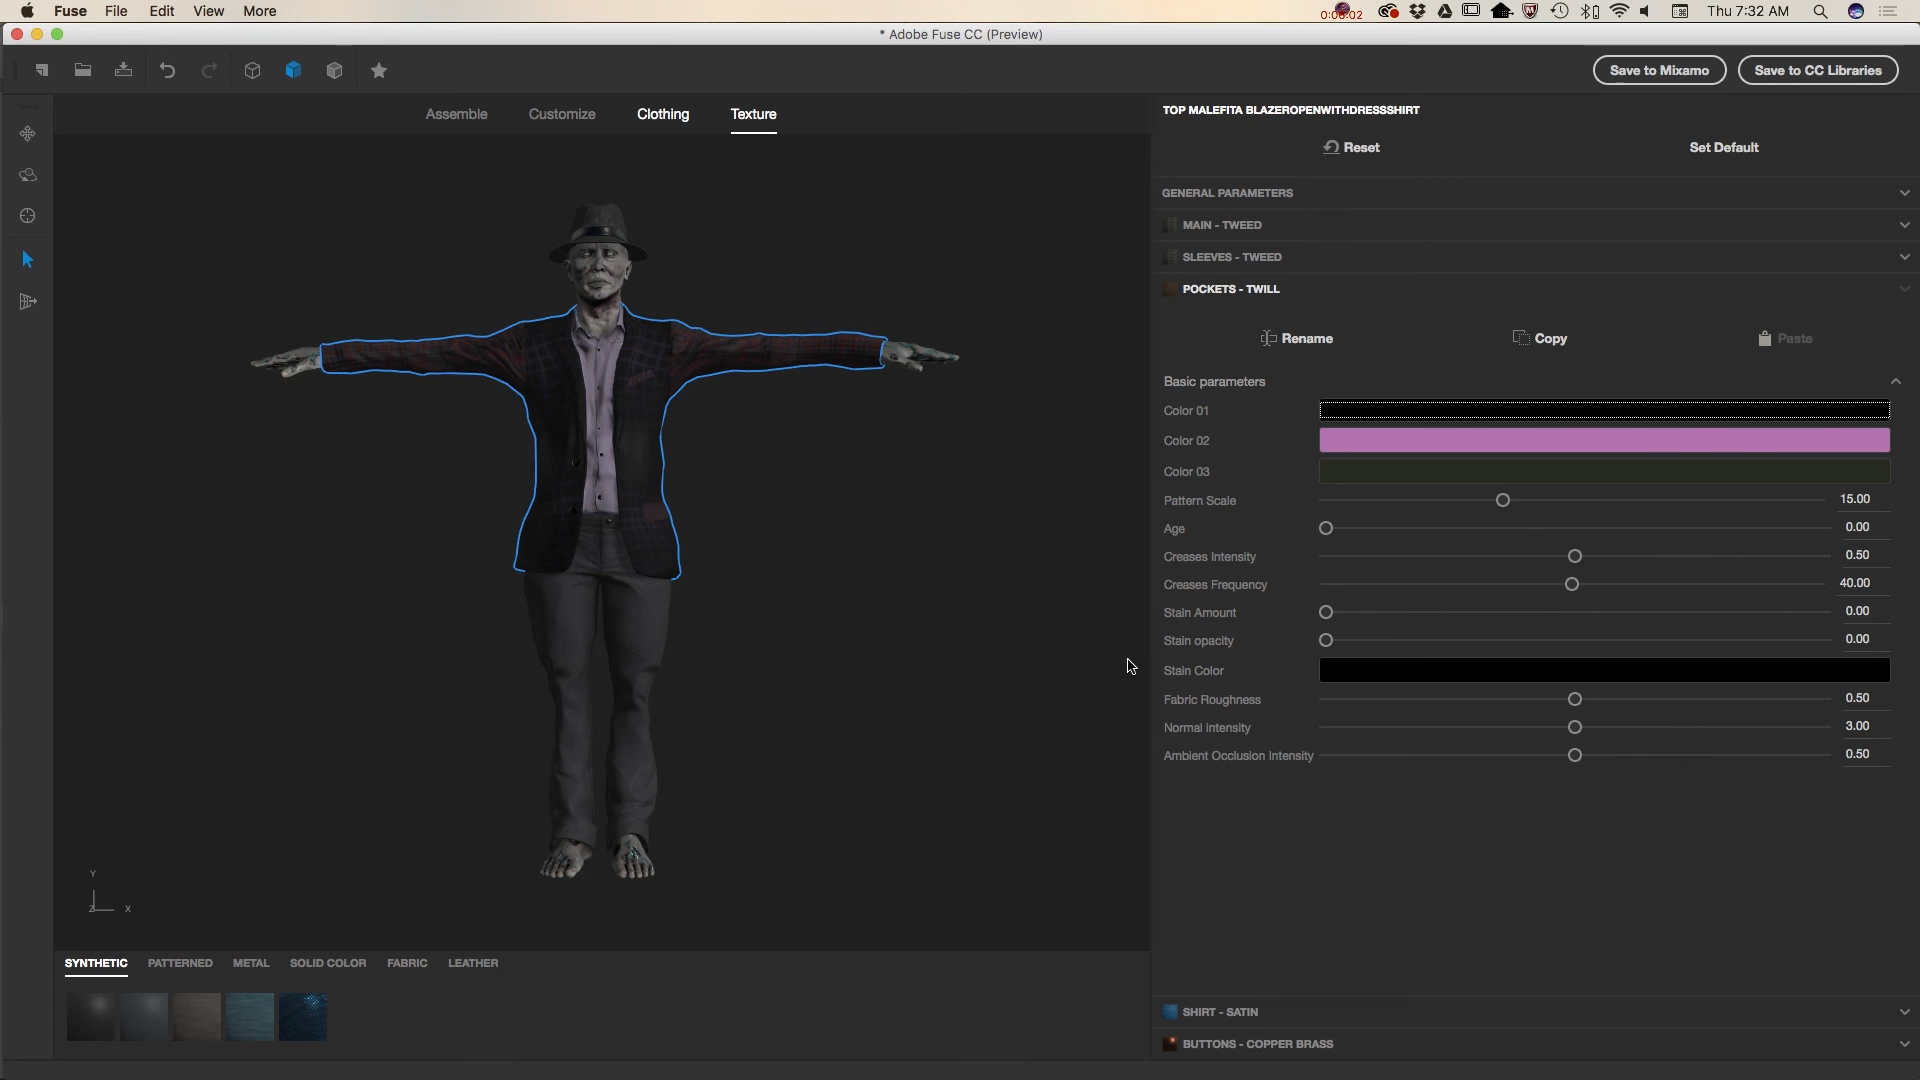 Fuse File Edit View More
0:06:02
Thu 7:32 AM
* Adobe Fuse CC (Preview)
Save to Mixamo
Save to CC Libraries
Assemble
Customize
Clothing
Texture
TOP MALEFITA BLAZEROPENWITHDRESSSHIRT
Reset
Set Default
GENERAL PARAMETERS
MAIN - TWEED
SLEEVES - TWEED
POCKETS - TWILL
Rename
Copy
Paste
Basic parameters
Color 01
Color 02
Color 03
Pattern Scale 15.00
Age 0.00
Creases Intensity 0.50
Creases Frequency 40.00
Stain Amount 0.00
Stain opacity 0.00
Stain Color
Fabric Roughness 0.50
Normal intensity 3.00
Ambient Occlusion Intensity 0.50
Y
Z X
SYNTHETIC PATTERNED METAL SOLID COLOR FABRIC LEATHER
SHIRT - SATIN
BUTTONS - COPPER BRASS